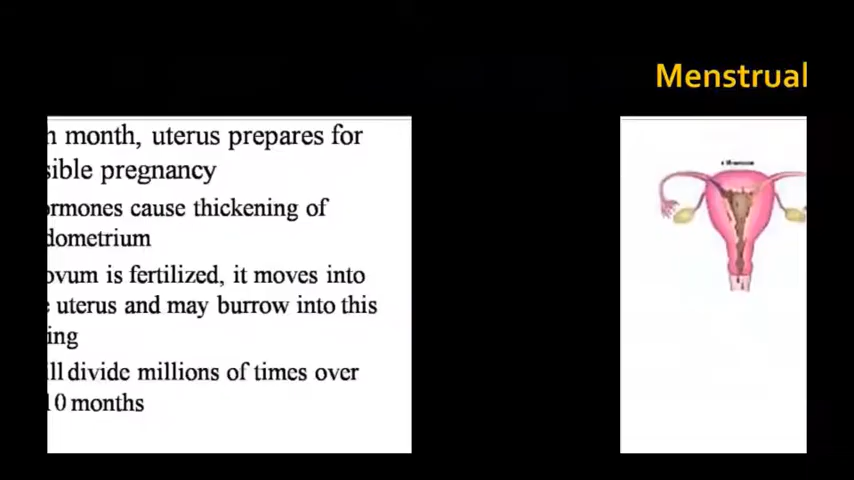 Menstrual
n month, uterus prepares for
sible pregnancy
ormones cause thickening of
dometrium
ovum is fertilized, it moves into
e uterus and may burrow into this
ing
ll divide millions of times over
10 months